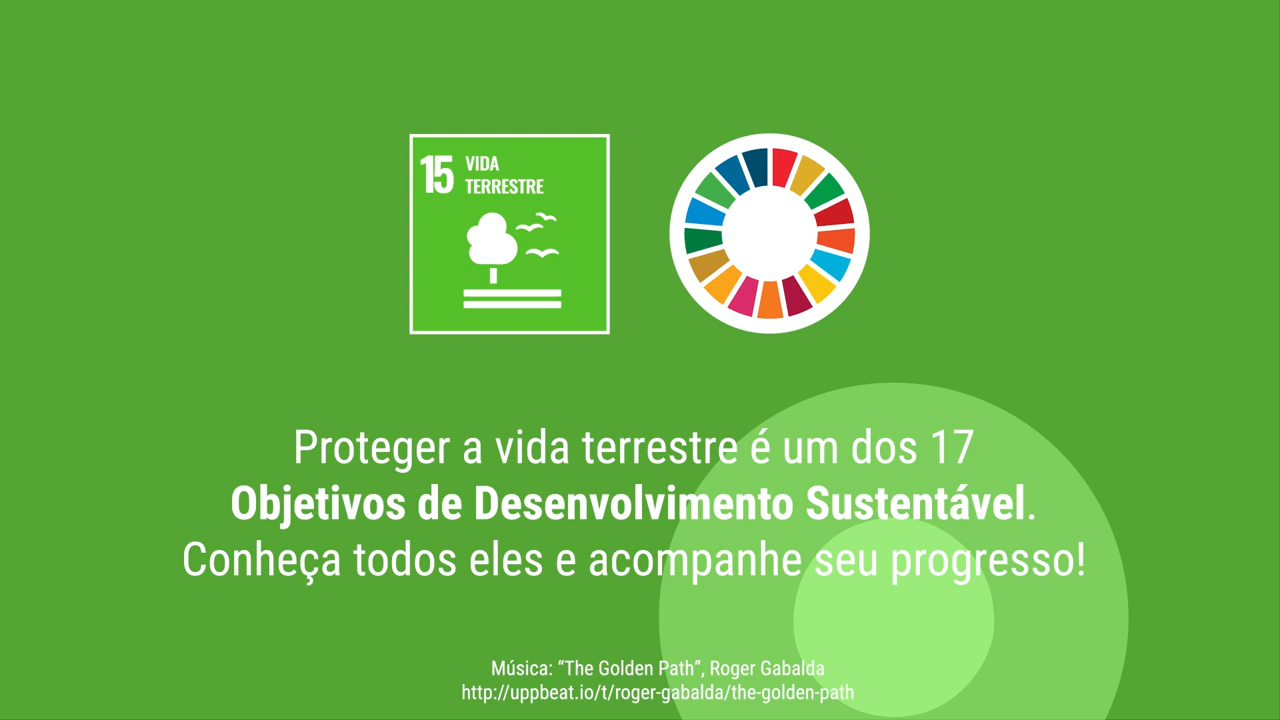 15 VIDA
TERRESTRE
Proteger a vida terrestre é um dos 17
Objetivos de Desenvolvimento Sustentável.
Conheça todos eles e acompanhe seu progresso!
Música: “The Golden Path”, Roger Gabalda
http://uppbeat.io/t/roger-gabalda/the-golden-path